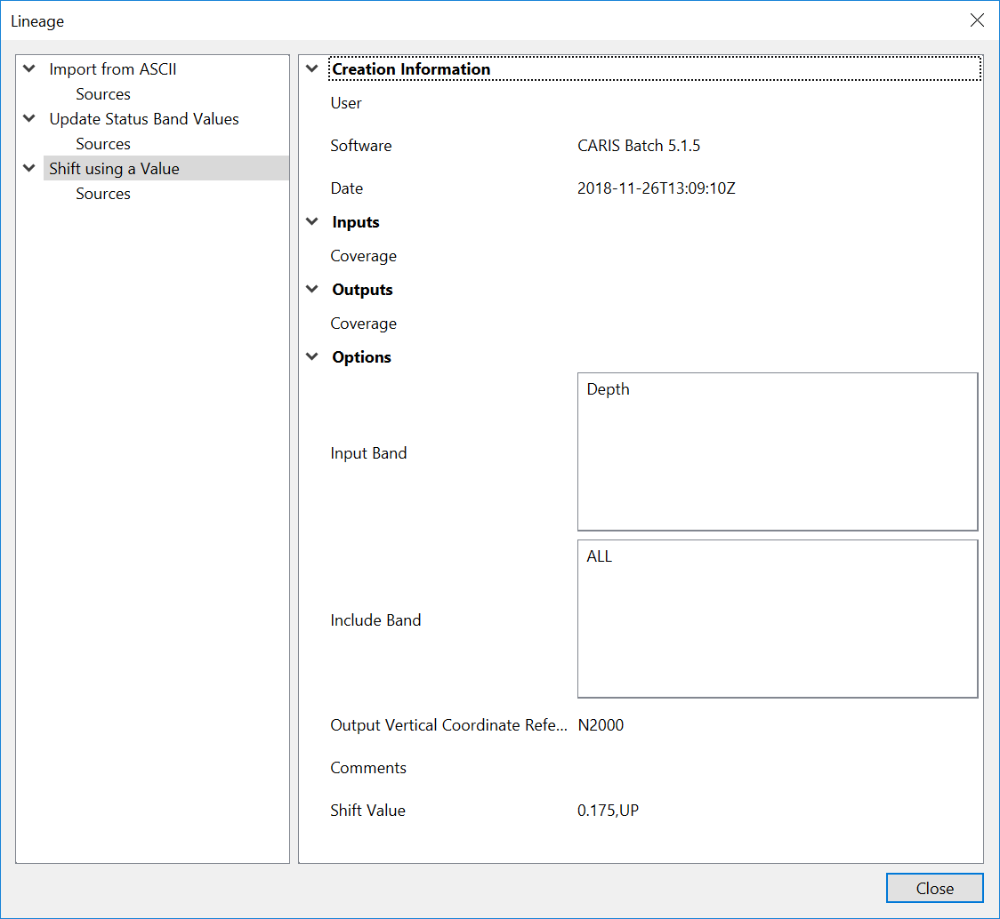 Lineage
Import from ASCII
Sources
Update Status Band Values
Sources
Shift using a Value
Sources
Creation Information
User
Software CARIS Batch 5.1.5
Date 2018-11-26T13:09:10Z
Inputs
Coverage
Outputs
Coverage
Options
Input Band Depth
Include Band ALL
Output Vertical Coordinate Refe... N2000
Comments
Shift Value 0.175,UP
Close